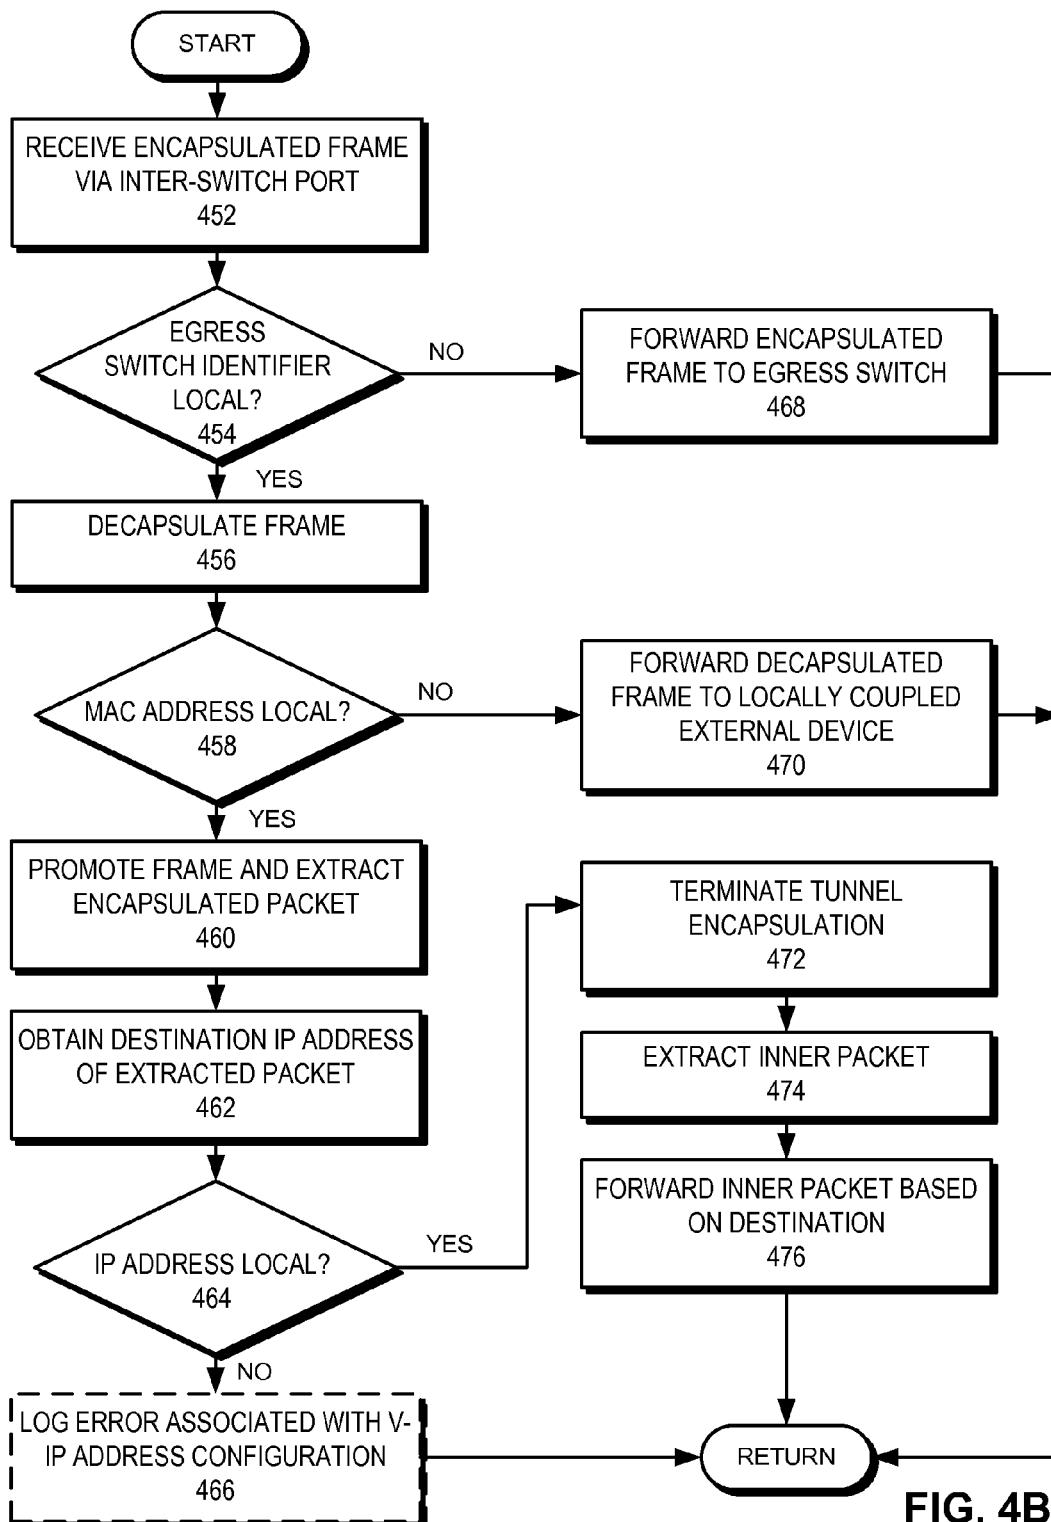 START
RECEIVE ENCAPSULATED FRAME
VIA INTER-SWITCH PORT
452
EGRESS
SWITCH IDENTIFIER
LOCAL?
454
NO
FORWARD ENCAPSULATED
FRAME TO EGRESS SWITCH
468
YES
DECAPSULATE FRAME
456
MAC ADDRESS LOCAL?
458
NO
FORWARD DECAPSULATED
FRAME TO LOCALLY COUPLED
EXTERNAL DEVICE
470
YES
PROMOTE FRAME AND EXTRACT
ENCAPSULATED PACKET
460
OBTAIN DESTINATION IP ADDRESS
OF EXTRACTED PACKET
462
IP ADDRESS LOCAL?
464
YES
TERMINATE TUNNEL
ENCAPSULATION
472
EXTRACT INNER PACKET
474
FORWARD INNER PACKET BASED
ON DESTINATION
476
NO
LOG ERROR ASSOCIATED WITH V-
IP ADDRESS CONFIGURATION
466
RETURN
FIG. 4B